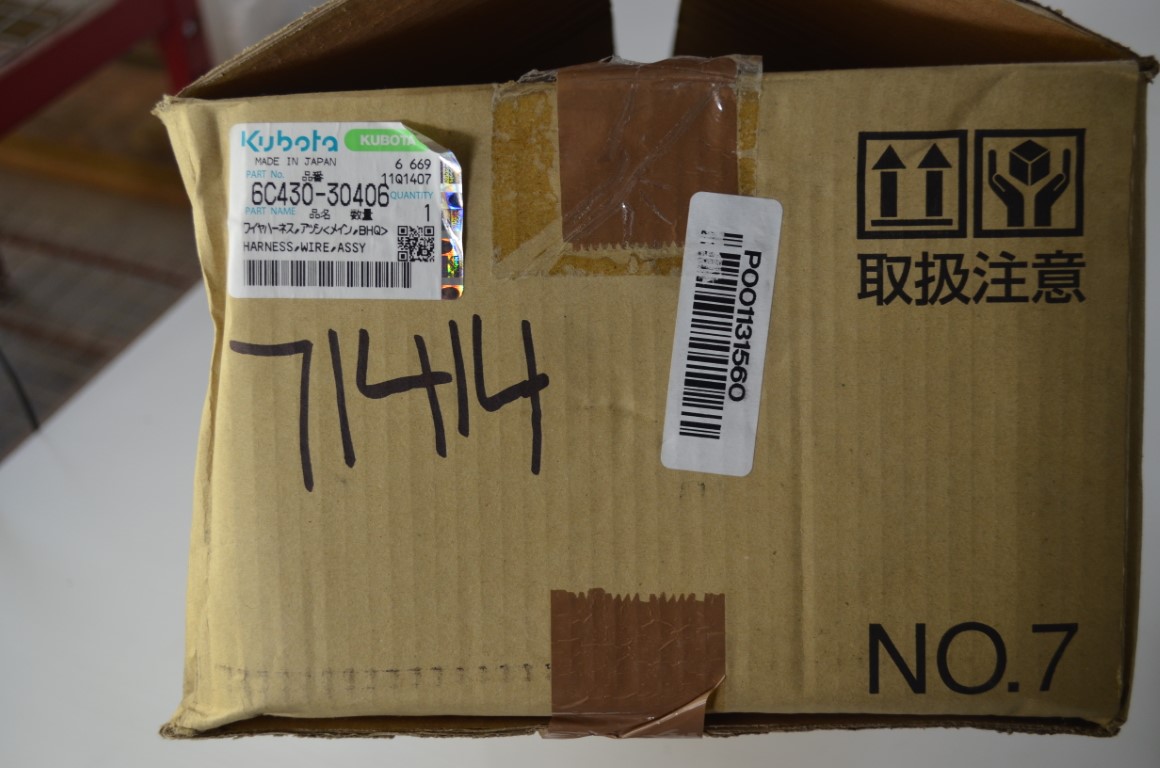 Kubota KUBOTA
MADE IN JAPAN 6 669
PART No. 品番 11Q1407
6C430-30406 QUANTITY
PART NAME 品名 数量 1
ワイヤハーネス,アッシ<メイン,BHQ>
HARNESS,WIRE,ASSY
71414
P001131560
取扱注意
NO.7